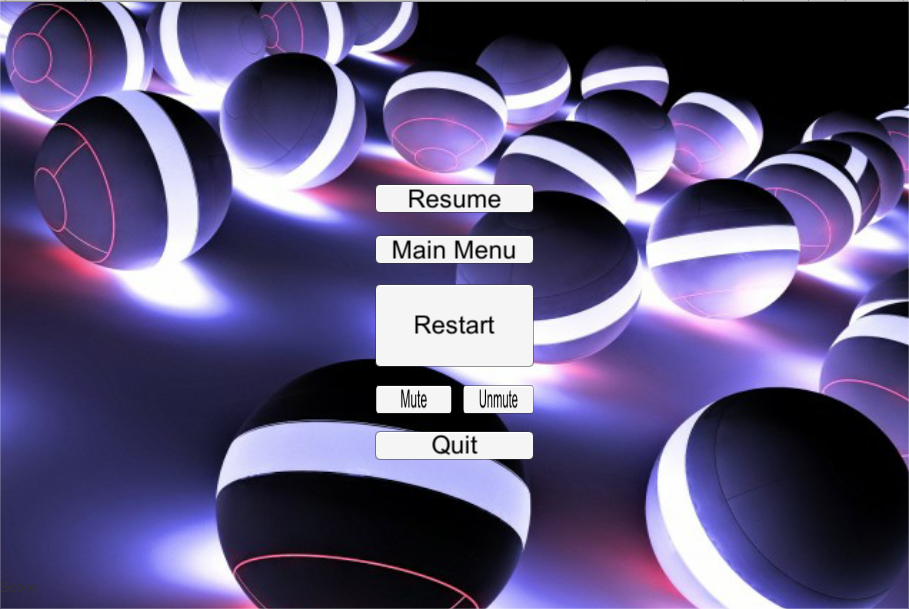 Resume
Main Menu
Restart
Mute Unmute
Quit